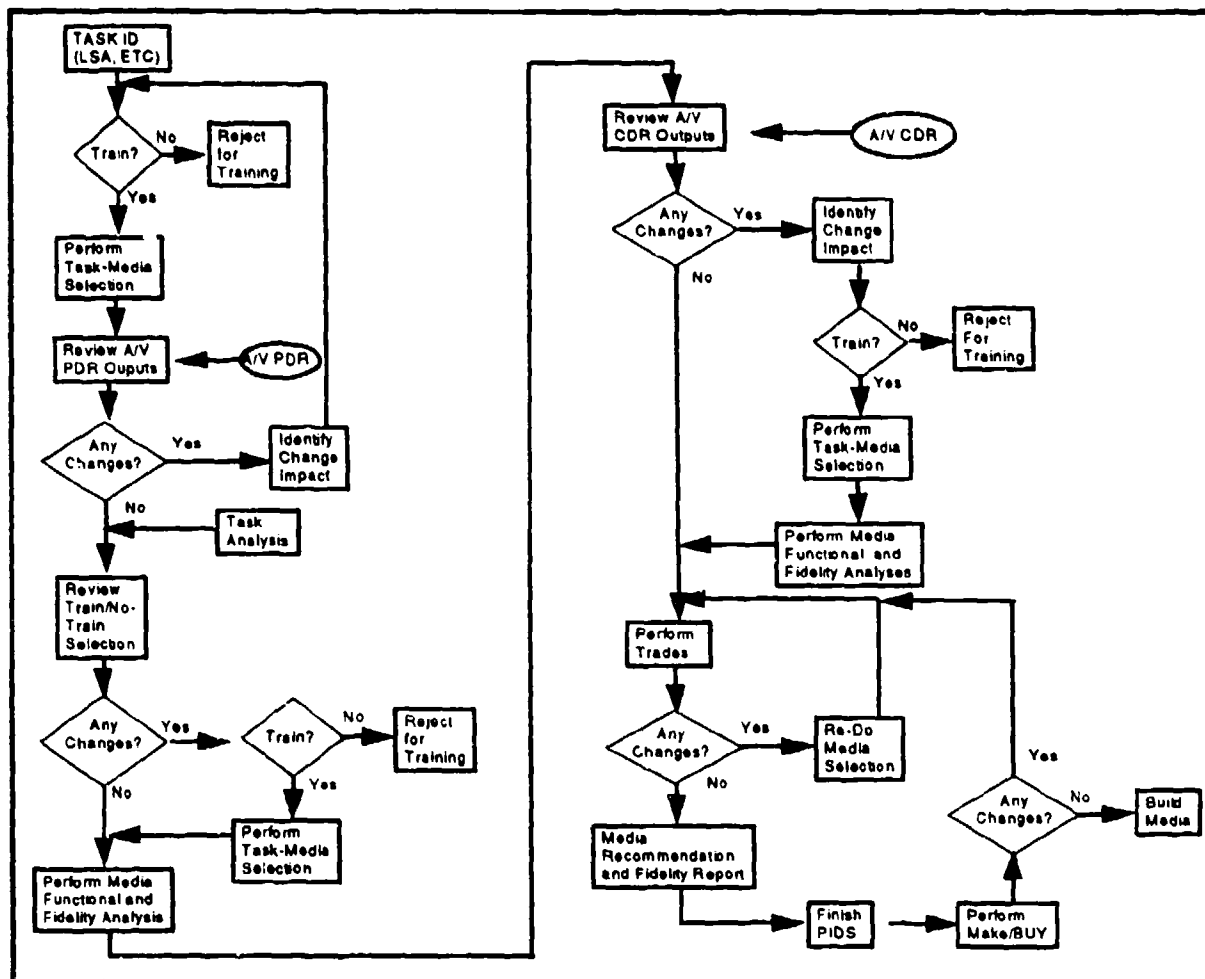 TASK ID
(LSA, ETC)
Train?
No
Reject
for
Training
Yes
Perform
Task-Media
Selection
Review A/V
PDR Ouputs
A/V PDR
Any
Changes?
Yes
Identify
Change
Impact
No
Task
Analysis
Review
Train/No-
Train
Selection
Any
Changes?
Yes
Train?
No
Reject
for
Training
No
Yes
Perform
Task-Media
Selection
Perform Media
Functional and
Fidelity Analysis
Review A/V
CDR Outputs
A/V CDR
Any
Changes?
Yes
Identify
Change
Impact
No
Train?
No
Reject
For
Training
Yes
Perform
Task-Media
Selection
Perform Media
Functional and
Fidelity Analyses
Perform
Trades
Any
Changes?
Yes
Re-Do
Media
Selection
No
Media
Recommendation
and Fidelity Report
Finish
PIDS
Perform
Make/BUY
Any
Changes?
Yes
No
Build
Media